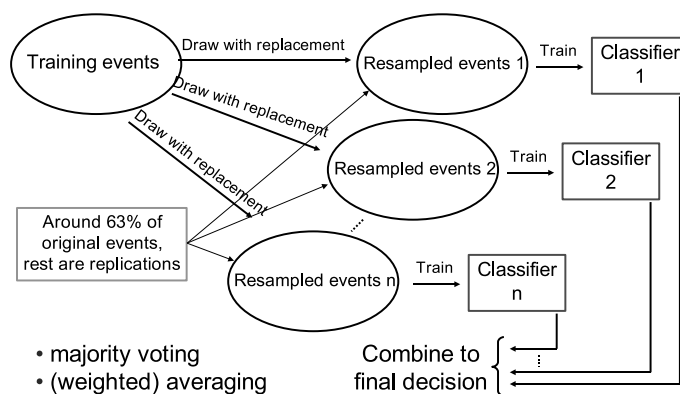 Training events
Draw with replacement
Resampled events 1
Train
Classifier
1
Draw with replacement
Resampled events 2
Train
Classifier
2
Draw with replacement
Around 63% of
original events,
rest are replications
Resampled events n
Train
Classifier
n
• majority voting
• (weighted) averaging
Combine to
final decision